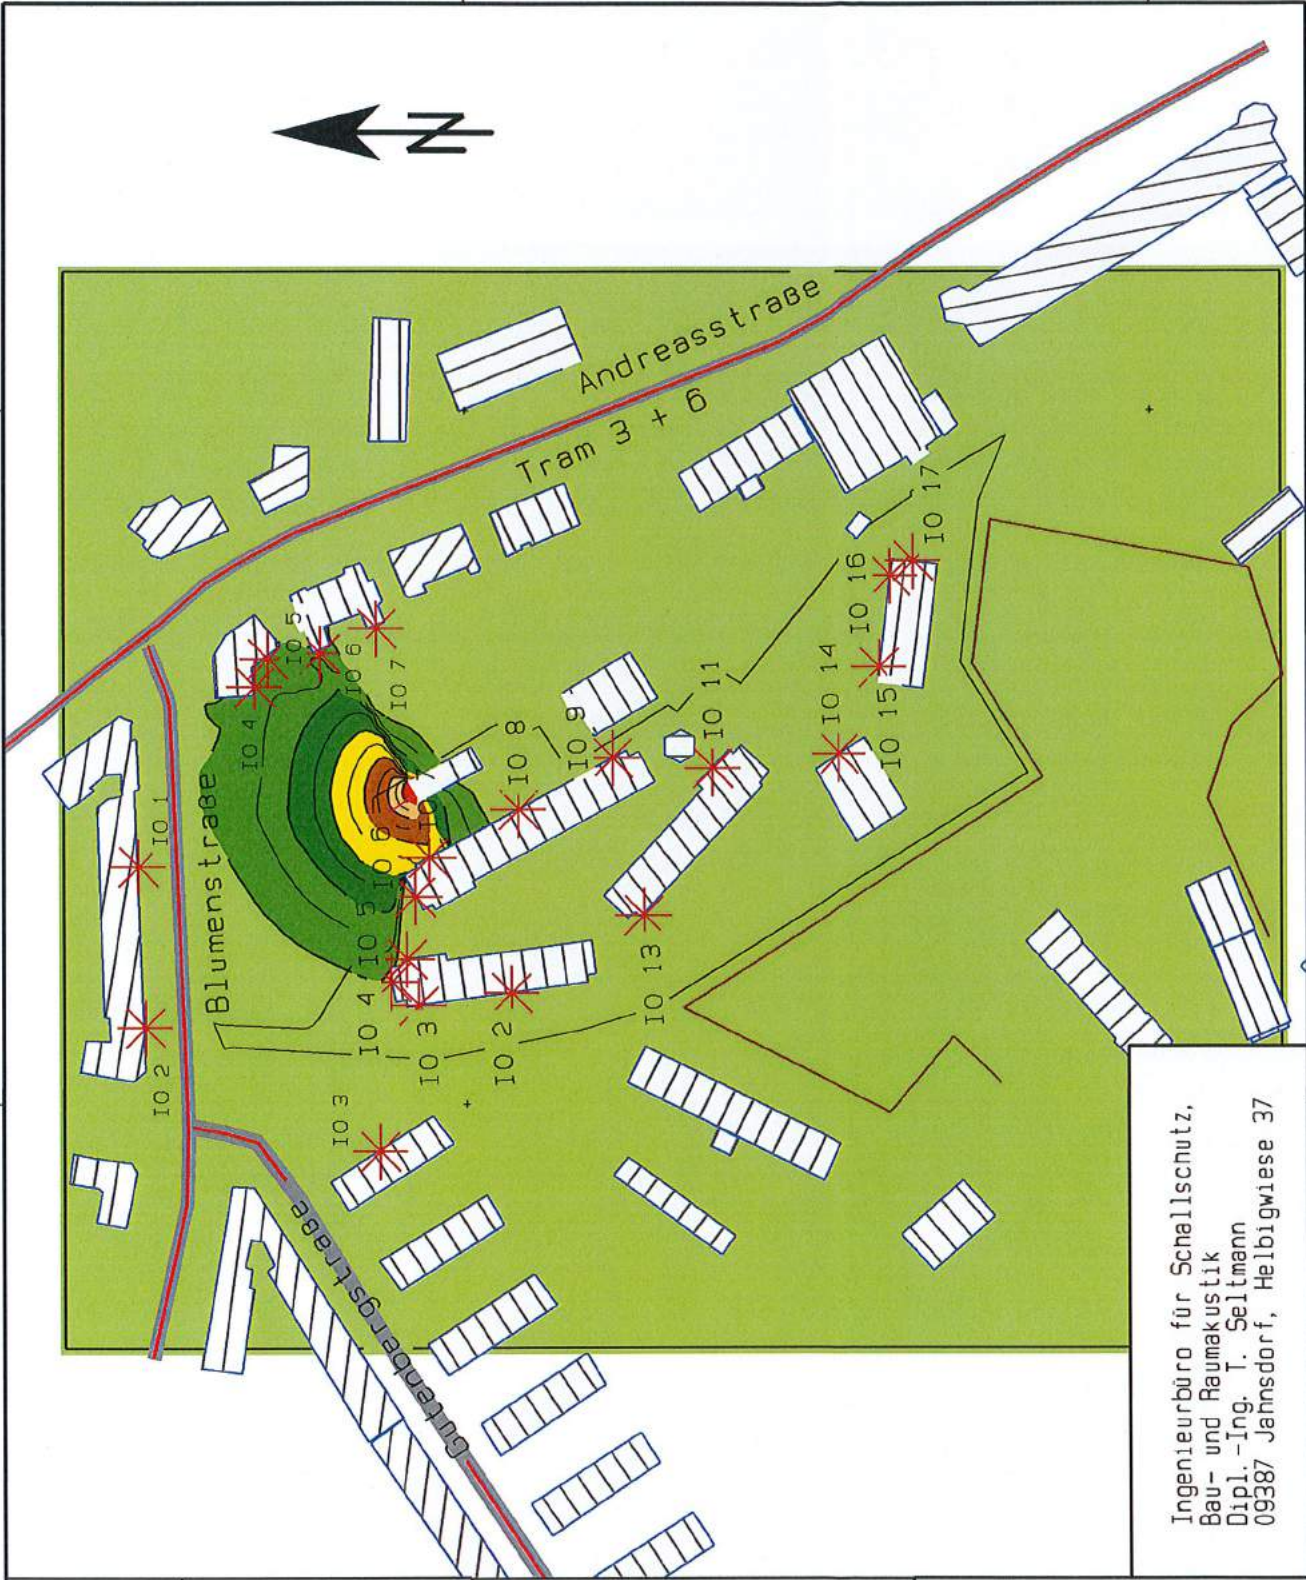 N
Andreasstraße
Tram 3 + 6
Blumenstraße
Gutenbergstraße
IO 1
IO 2
IO 3
IO 4
IO 5
IO 6
IO 7
IO 4
IO 5
IO 6
IO 3
IO 2
IO 8
IO 9
IO 11
IO 13
IO 14
IO 15
IO 16
IO 17
Ingenieurbüro für Schallschutz,
Bau- und Raumakustik
Dipl.-Ing. T. Seltmann
09387 Jahnsdorf, Helbigwiese 37